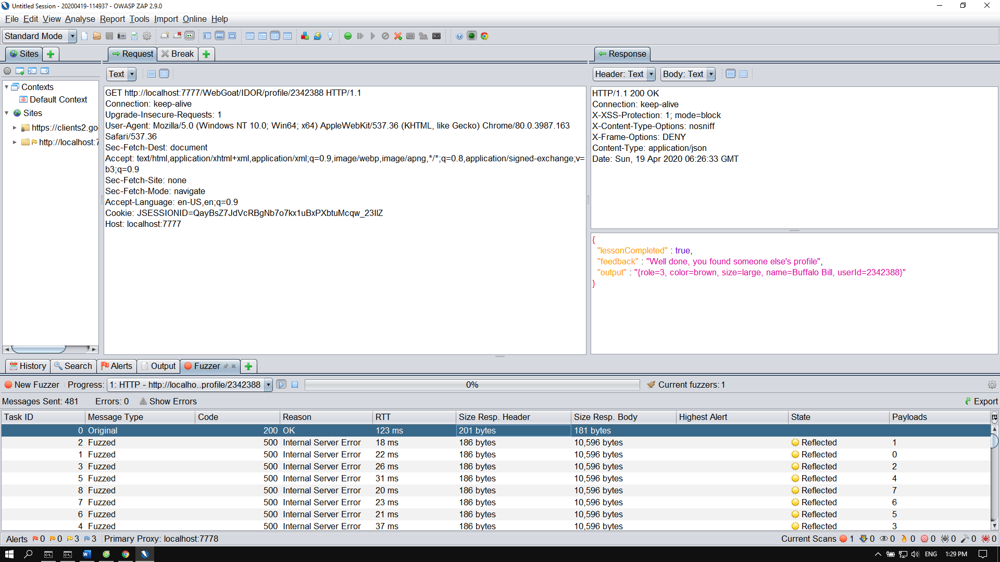 Untitled Session - 20200419-114937 - OWASP ZAP 2.9.0
File Edit View Analyse Report Tools Import Online Help
Standard Mode
Sites
Request Break
Response
Text
Header: Text Body: Text
Contexts
Default Context
Sites
https://clients2.go
http://localhost:7
GET http://localhost:7777/WebGoat/IDOR/profile/2342388 HTTP/1.1
Connection: keep-alive
Upgrade-Insecure-Requests: 1
User-Agent: Mozilla/5.0 (Windows NT 10.0; Win64; x64) AppleWebKit/537.36 (KHTML, like Gecko) Chrome/80.0.3987.163
Safari/537.36
Sec-Fetch-Dest: document
Accept: text/html,application/xhtml+xml,application/xml;q=0.9,image/webp,image/apng,*/*;q=0.8,application/signed-exchange;v=
b3;q=0.9
Sec-Fetch-Site: none
Sec-Fetch-Mode: navigate
Accept-Language: en-US,en;q=0.9
Cookie: JSESSIONID=QayBsZ7JdVcRBgNb7o7kx1uBxPXbtuMcqw_23IlZ
Host: localhost:7777
HTTP/1.1 200 OK
Connection: keep-alive
X-XSS-Protection: 1; mode=block
X-Content-Type-Options: nosniff
X-Frame-Options: DENY
Content-Type: application/json
Date: Sun, 19 Apr 2020 06:26:33 GMT
{
"lessonCompleted" : true,
"feedback" : "Well done, you found someone else's profile",
"output" : "{role=3, color=brown, size=large, name=Buffalo Bill, userId=2342388}"
}
History Search Alerts Output Fuzzer
New Fuzzer Progress: 1: HTTP - http://localho..profile/2342388 0% Current fuzzers: 1
Messages Sent: 481 Errors: 0 Show Errors Export
Task ID Message Type Code Reason RTT Size Resp. Header Size Resp. Body Highest Alert State Payloads
0 Original 200 OK 123 ms 201 bytes 181 bytes
2 Fuzzed 500 Internal Server Error 18 ms 186 bytes 10,596 bytes Reflected 1
1 Fuzzed 500 Internal Server Error 22 ms 186 bytes 10,596 bytes Reflected 0
3 Fuzzed 500 Internal Server Error 26 ms 186 bytes 10,596 bytes Reflected 2
5 Fuzzed 500 Internal Server Error 31 ms 186 bytes 10,596 bytes Reflected 4
8 Fuzzed 500 Internal Server Error 20 ms 186 bytes 10,596 bytes Reflected 7
7 Fuzzed 500 Internal Server Error 23 ms 186 bytes 10,596 bytes Reflected 6
6 Fuzzed 500 Internal Server Error 21 ms 186 bytes 10,596 bytes Reflected 5
4 Fuzzed 500 Internal Server Error 37 ms 186 bytes 10,596 bytes Reflected 3
Alerts 0 0 3 3 Primary Proxy: localhost:7778 Current Scans 1 0 0 0 0 0 0 0
ENG 1:29 PM